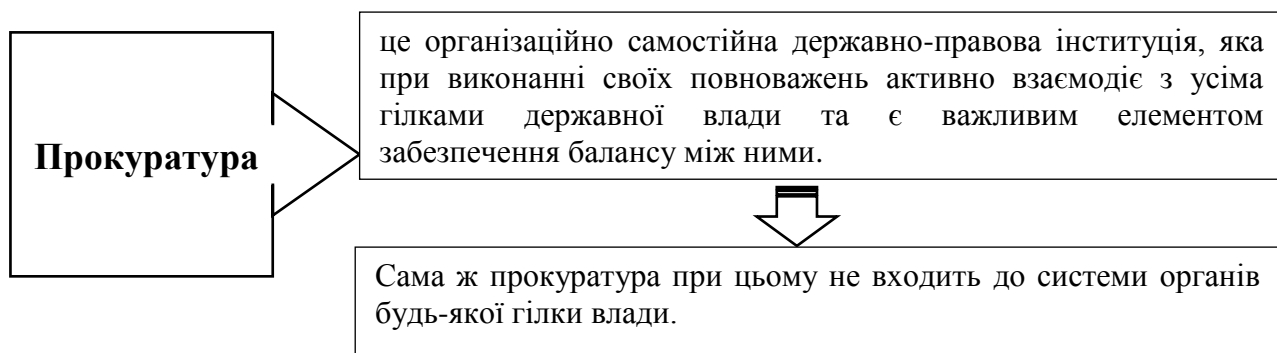 Прокуратура
це організаційно самостійна державно-правова інституція, яка
при виконанні своїх повноважень активно взаємодіє з усіма
гілками державної влади та є важливим елементом
забезпечення балансу між ними.
Сама ж прокуратура при цьому не входить до системи органів
будь-якої гілки влади.